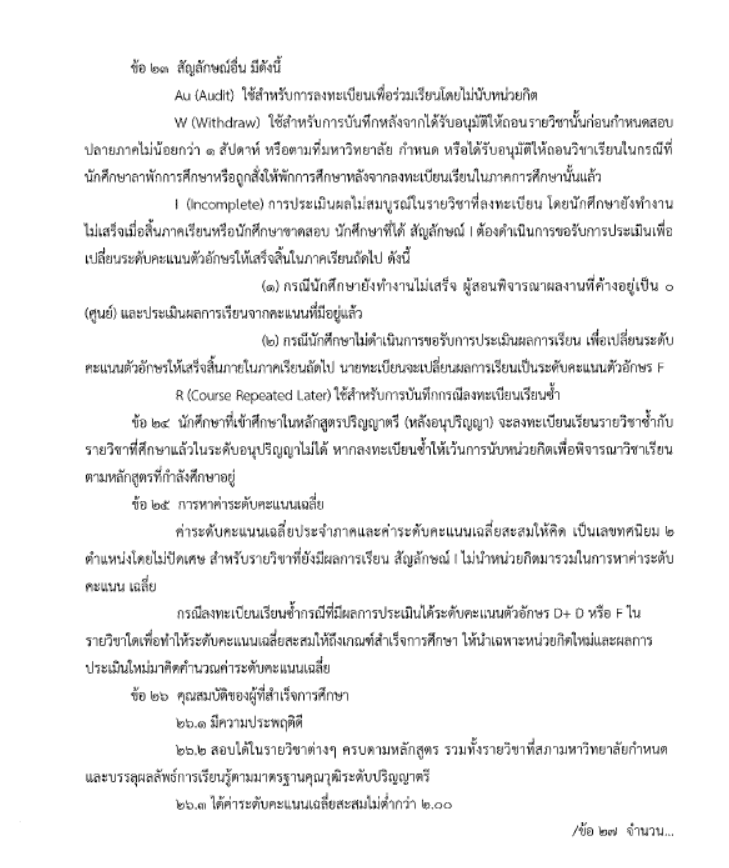 ข้อ ๒๓ สัญลักษณ์อื่น มีดังนี้
Au (Audit) ใช้สำหรับการลงทะเบียนเพื่อร่วมเรียนโดยไม่นับหน่วยกิต
W (Withdraw) ใช้สำหรับการบันทึกหลังจากได้รับอนุมัติให้ถอนรายวิชานั้นก่อนกำหนดสอบ
ปลายภาคไม่น้อยกว่า ๑ สัปดาห์ หรือตามที่มหาวิทยาลัย กำหนด หรือได้รับอนุมัติให้ถอนวิชาเรียนในกรณีที่
นักศึกษาลาพักการศึกษาหรือถูกสั่งให้พักการศึกษาหลังจากลงทะเบียนเรียนในภาคการศึกษานั้นแล้ว
I (Incomplete) การประเมินผลไม่สมบูรณ์ในรายวิชาที่ลงทะเบียน โดยนักศึกษายังทำงาน
ไม่เสร็จเมื่อสิ้นภาคเรียนหรือนักศึกษาขาดสอบ นักศึกษาที่ได้ สัญลักษณ์ I ต้องดำเนินการขอรับการประเมินเพื่อ
เปลี่ยนระดับคะแนนตัวอักษรให้เสร็จสิ้นในภาคเรียนถัดไป ดังนี้
(๑) กรณีนักศึกษายังทำงานไม่เสร็จ ผู้สอนพิจารณาผลงานที่ค้างอยู่เป็น ๐
(ศูนย์) และประเมินผลการเรียนจากคะแนนที่มีอยู่แล้ว
(๒) กรณีนักศึกษาไม่ดำเนินการขอรับการประเมินผลการเรียน เพื่อเปลี่ยนระดับ
คะแนนตัวอักษรให้เสร็จสิ้นภายในภาคเรียนถัดไป นายทะเบียนจะเปลี่ยนผลการเรียนเป็นระดับคะแนนตัวอักษร F
R (Course Repeated Later) ใช้สำหรับการบันทึกกรณีลงทะเบียนเรียนซ้ำ
ข้อ ๒๔ นักศึกษาที่เข้าศึกษาในหลักสูตรปริญญาตรี (หลังอนุปริญญา) จะลงทะเบียนเรียนรายวิชาซ้ำกับ
รายวิชาที่ศึกษาแล้วในระดับอนุปริญญาไม่ได้ หากลงทะเบียนซ้ำให้เว้นการนับหน่วยกิตเพื่อพิจารณาวิชาเรียน
ตามหลักสูตรที่กำลังศึกษาอยู่
ข้อ ๒๕ การหาค่าระดับคะแนนเฉลี่ย
ค่าระดับคะแนนเฉลี่ยประจำภาคและค่าระดับคะแนนเฉลี่ยสะสมให้คิด เป็นเลขทศนิยม ๒
ตำแหน่งโดยไม่ปัดเศษ สำหรับรายวิชาที่ยังมีผลการเรียน สัญลักษณ์ I ไม่นำหน่วยกิตมารวมในการหาค่าระดับ
คะแนน เฉลี่ย
กรณีลงทะเบียนเรียนซ้ำกรณีที่มีผลการประเมินได้ระดับคะแนนตัวอักษร D+ D หรือ F ใน
รายวิชาใดเพื่อทำให้ระดับคะแนนเฉลี่ยสะสมให้ถึงเกณฑ์สำเร็จการศึกษา ให้นำเฉพาะหน่วยกิตใหม่และผลการ
ประเมินใหม่มาคิดคำนวณค่าระดับคะแนนเฉลี่ย
ข้อ ๒๖ คุณสมบัติของผู้ที่สำเร็จการศึกษา
๒๖.๑ มีความประพฤติดี
๒๖.๒ สอบได้ในรายวิชาต่างๆ ครบตามหลักสูตร รวมทั้งรายวิชาที่สภามหาวิทยาลัยกำหนด
และบรรลุผลลัพธ์การเรียนรู้ตามมาตรฐานคุณวุฒิระดับปริญญาตรี
๒๖.๓ ได้ค่าระดับคะแนนเฉลี่ยสะสมไม่ต่ำกว่า ๒.๐๐
/ข้อ ๒๗ จำนวน...